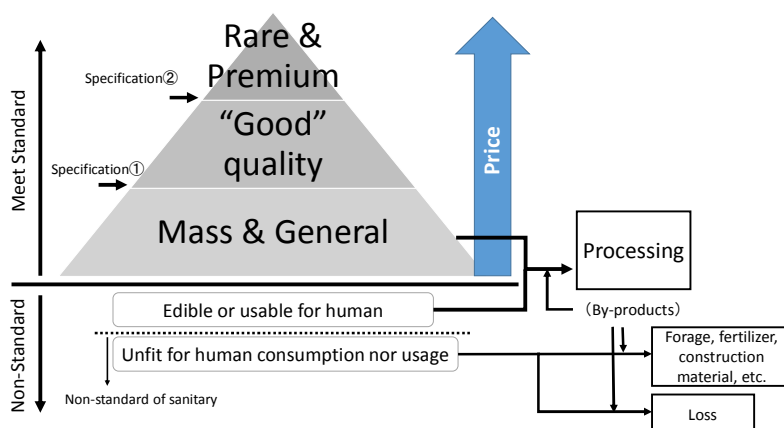 Rare &
Premium
Specification②
"Good"
quality
Specification①
Mass & General
Meet Standard
Price
Processing
Edible or usable for human
(By-products)
Unfit for human consumption nor usage
Forage, fertilizer,
construction
material, etc.
Non-Standard
Non-standard of sanitary
Loss